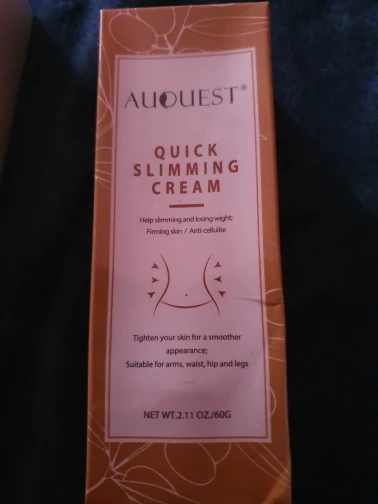 AUQUEST®
QUICK
SLIMMING
CREAM
Help slimming and losing wight;
Firming skin / Anti-cellulite
Tighten your skin for a smoother
appearance;
Suitable for arms, waist, hip and legs
NET WT.2.11 OZ./60G